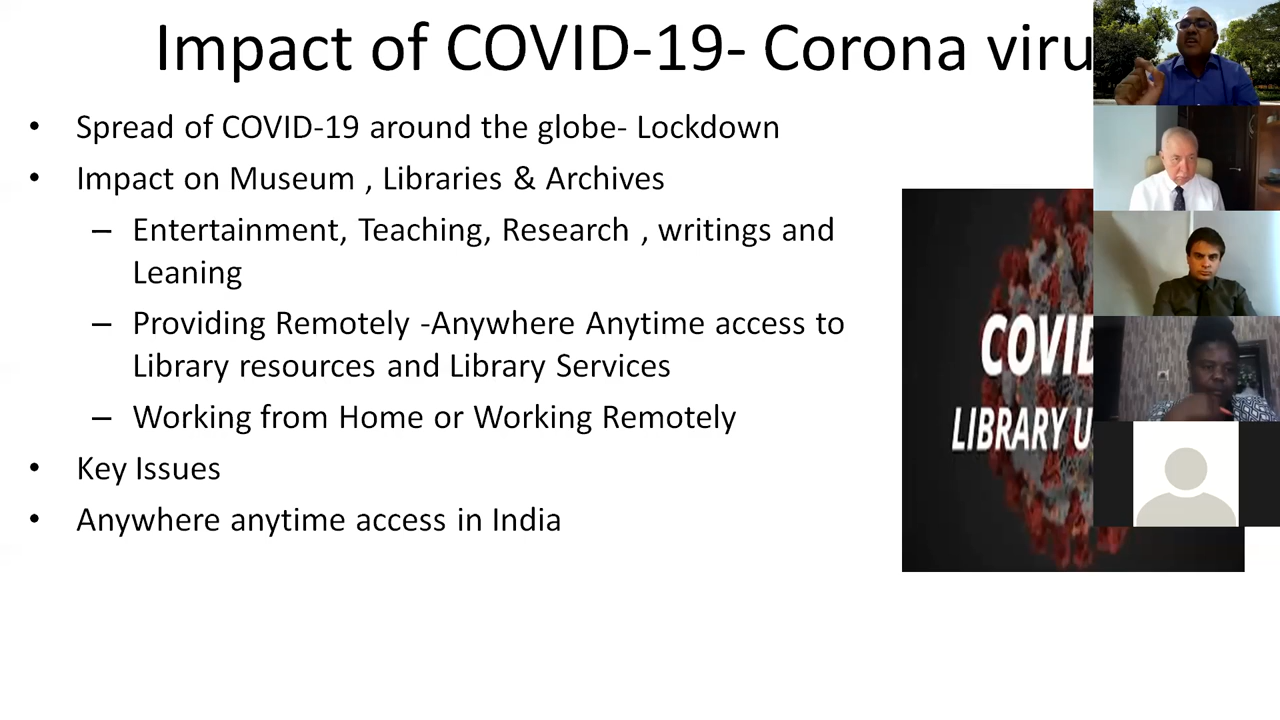 Impact of COVID-19- Corona viru
• Spread of COVID-19 around the globe- Lockdown
• Impact on Museum , Libraries & Archives
– Entertainment, Teaching, Research , writings and
Leaning
– Providing Remotely -Anywhere Anytime access to
Library resources and Library Services
– Working from Home or Working Remotely
• Key Issues
• Anywhere anytime access in India
COVID
LIBRARY U